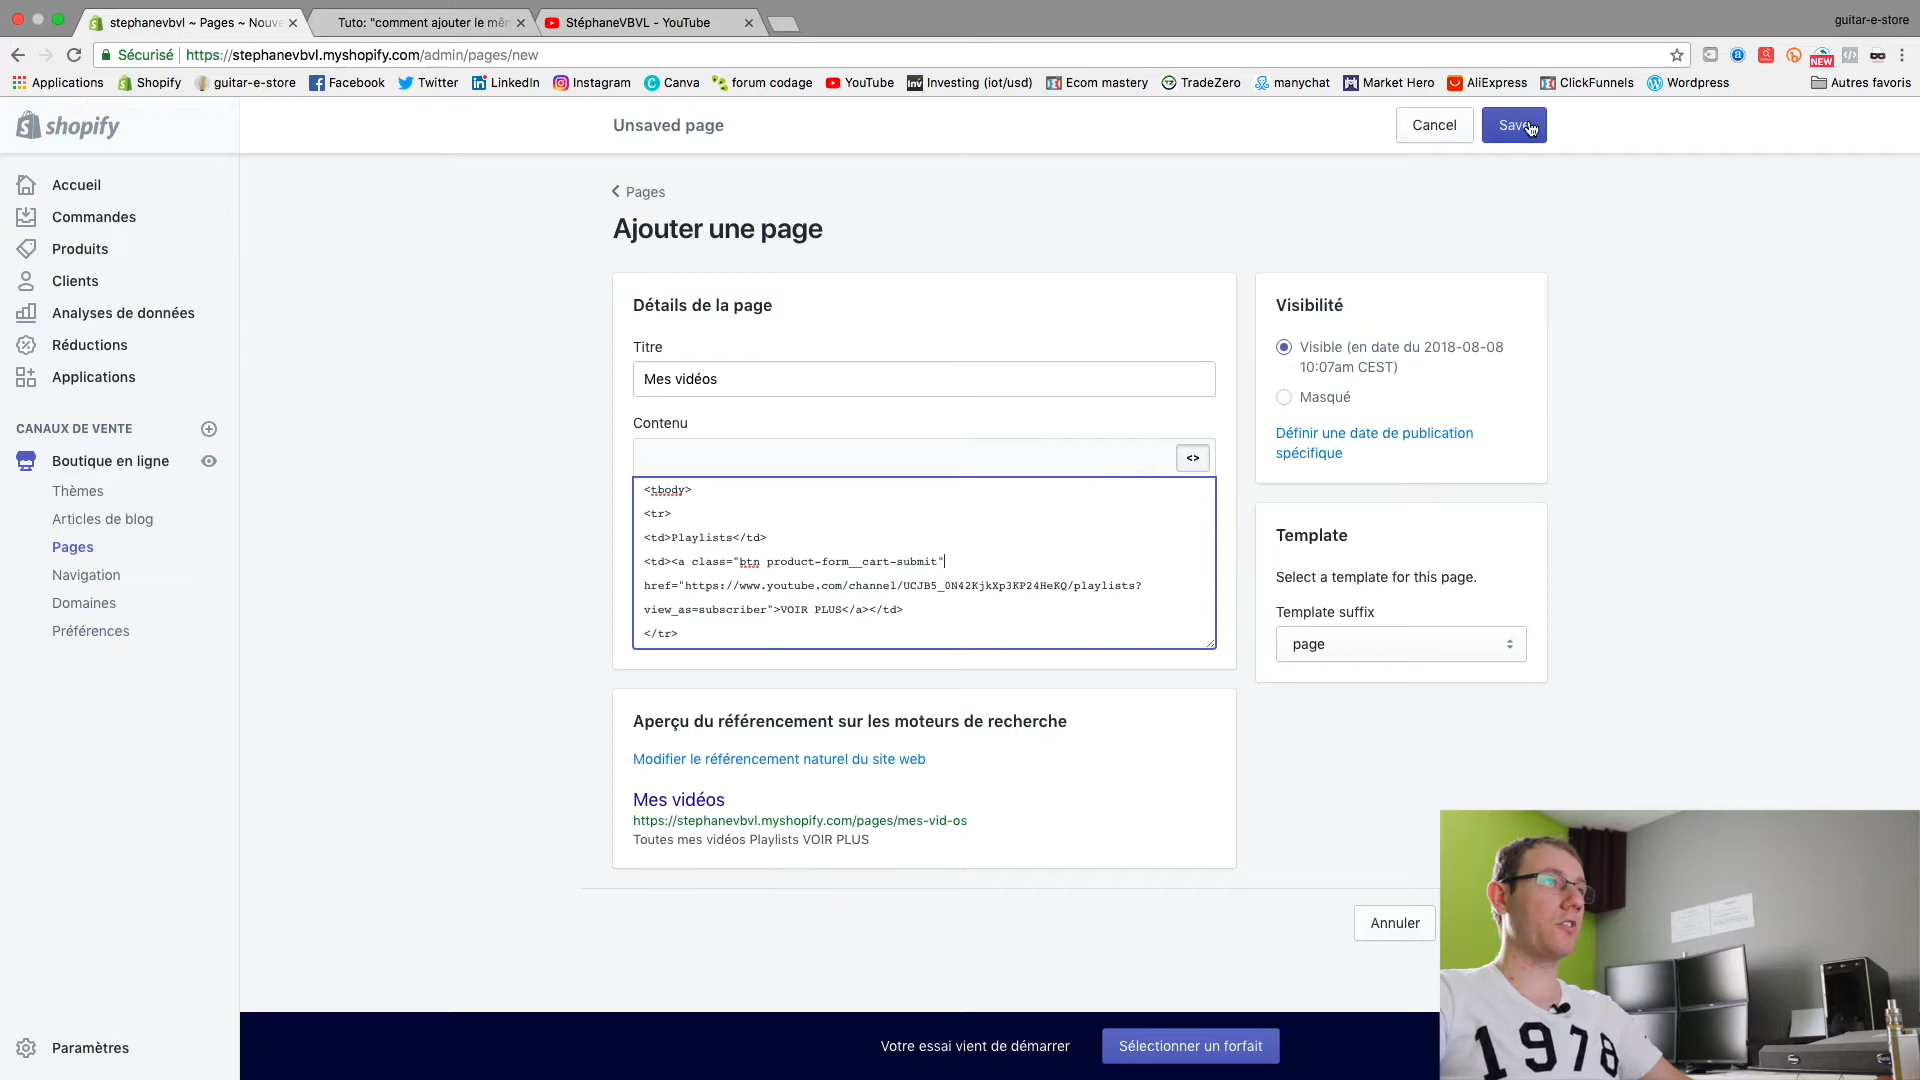 stephanevbvl ~ Pages ~ Nouve
Tuto: "comment ajouter le mêm
StéphaneVBVL - YouTube
guitar-e-store
Sécurisé
https://stephanevbvl.myshopify.com/admin/pages/new
NEW
Applications
Shopify
guitar-e-store
Facebook
Twitter
LinkedIn
Instagram
Canva
forum codage
YouTube
Investing (iot/usd)
Ecom mastery
TradeZero
manychat
Market Hero
AliExpress
ClickFunnels
Wordpress
Autres favoris
shopify
Unsaved page
Cancel
Save
Accueil
Commandes
Produits
Clients
Analyses de données
Réductions
Applications
CANAUX DE VENTE
Boutique en ligne
Thèmes
Articles de blog
Pages
Navigation
Domaines
Préférences
Paramètres
Pages
Ajouter une page
Détails de la page
Titre
Mes vidéos
Contenu
<>
<tbody>
<tr>
<td>Playlists</td>
<td><a class="btn product-form__cart-submit"
href="https://www.youtube.com/channel/UCJB5_0N42KjkXp3KP24HeKQ/playlists?
view_as=subscriber">VOIR PLUS</a></td>
</tr>
Visibilité
Visible (en date du 2018-08-08
10:07am CEST)
Masqué
Définir une date de publication
spécifique
Template
Select a template for this page.
Template suffix
page
Aperçu du référencement sur les moteurs de recherche
Modifier le référencement naturel du site web
Mes vidéos
https://stephanevbvl.myshopify.com/pages/mes-vid-os
Toutes mes vidéos Playlists VOIR PLUS
Annuler
Votre essai vient de démarrer
Sélectionner un forfait
1978